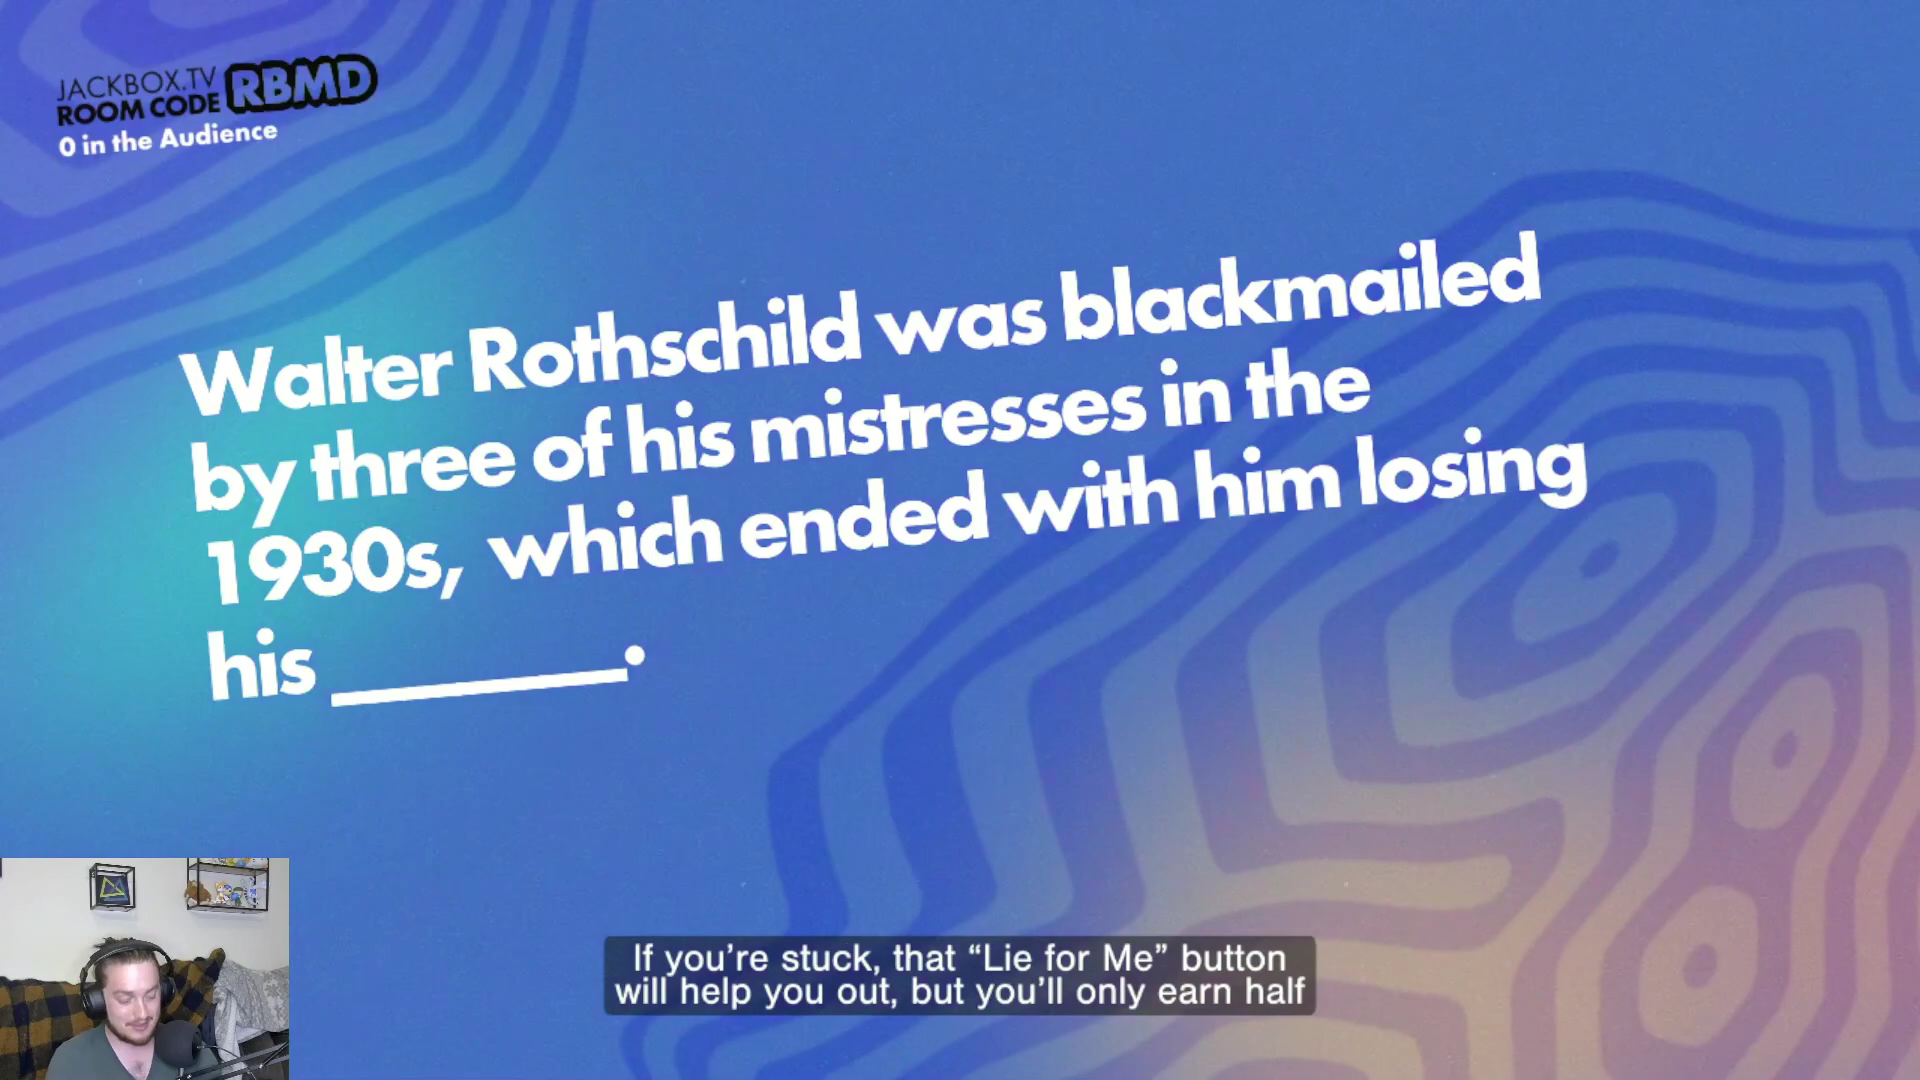 JACKBOX.TV
ROOM CODE RBMD
0 in the Audience
Walter Rothschild was blackmailed
by three of his mistresses in the
1930s, which ended with him losing
his ________.
If you’re stuck, that “Lie for Me” button
will help you out, but you’ll only earn half